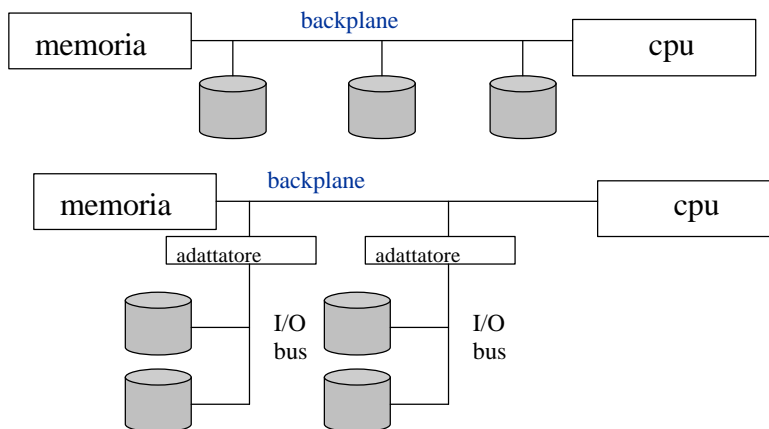 backplane
memoria
cpu
backplane
memoria
cpu
adattatore
adattatore
I/O
bus
I/O
bus